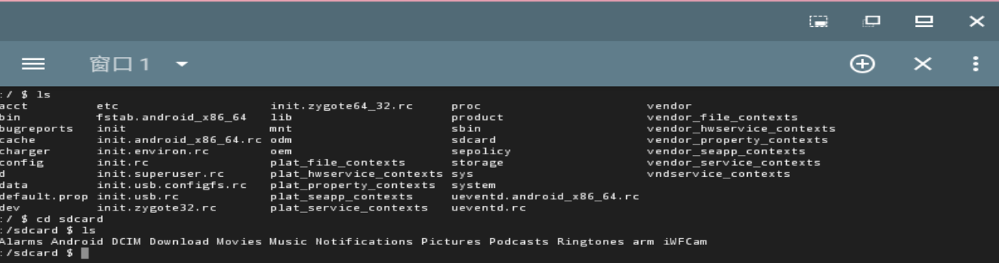 窗口 1
:/ $ ls
acct etc init.zygote64_32.rc proc vendor
bin fstab.android_x86_64 lib product vendor_file_contexts
bugreports init mnt sbin vendor_hwservice_contexts
cache init.android_x86_64.rc odm sdcard vendor_property_contexts
charger init.environ.rc oem sepolicy vendor_seapp_contexts
config init.rc plat_file_contexts storage vendor_service_contexts
d init.superuser.rc plat_hwservice_contexts sys vndservice_contexts
data init.usb.configfs.rc plat_property_contexts system
default.prop init.usb.rc plat_seapp_contexts ueventd.android_x86_64.rc
dev init.zygote32.rc plat_service_contexts ueventd.rc
:/ $ cd sdcard
:/sdcard $ ls
Alarms Android DCIM Download Movies Music Notifications Pictures Podcasts Ringtones arm iWFCam
:/sdcard $